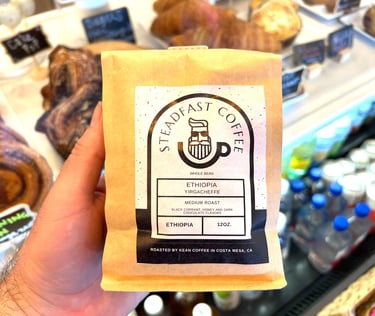 STEADFAST COFFEE
WHOLE BEAN
ETHIOPIA
YIRGACHEFFE
MEDIUM ROAST
BLACK CURRANT, HONEY AND DARK
CHOCOLATE FLAVORS
ETHIOPIA 12OZ.
ROASTED BY KEAN COFFEE IN COSTA MESA, CA